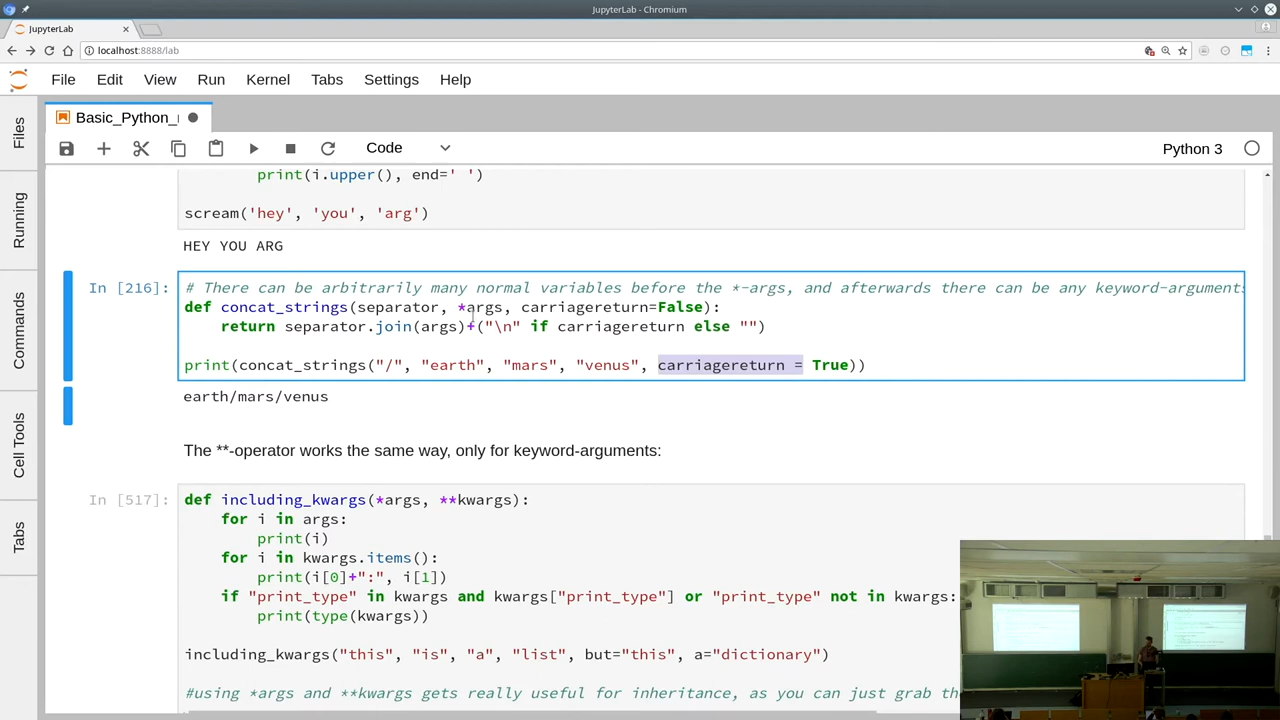 JupyterLab - Chromium
JupyterLab
localhost:8888/lab
File Edit View Run Kernel Tabs Settings Help
Files
Running
Commands
Cell Tools
Tabs
Basic_Python_
Code
Python 3
print(i.upper(), end=' ')
scream('hey', 'you', 'arg')
HEY YOU ARG
In [216]:
# There can be arbitrarily many normal variables before the *-args, and afterwards there can be any keyword-arguments
def concat_strings(separator, *args, carriagereturn=False):
return separator.join(args)+("\n" if carriagereturn else "")
print(concat_strings("/", "earth", "mars", "venus", carriagereturn = True))
earth/mars/venus
The **-operator works the same way, only for keyword-arguments:
In [517]:
def including_kwargs(*args, **kwargs):
for i in args:
print(i)
for i in kwargs.items():
print(i[0]+":", i[1])
if "print_type" in kwargs and kwargs["print_type"] or "print_type" not in kwargs:
print(type(kwargs))
including_kwargs("this", "is", "a", "list", but="this", a="dictionary")
#using *args and **kwargs gets really useful for inheritance, as you can just grab th